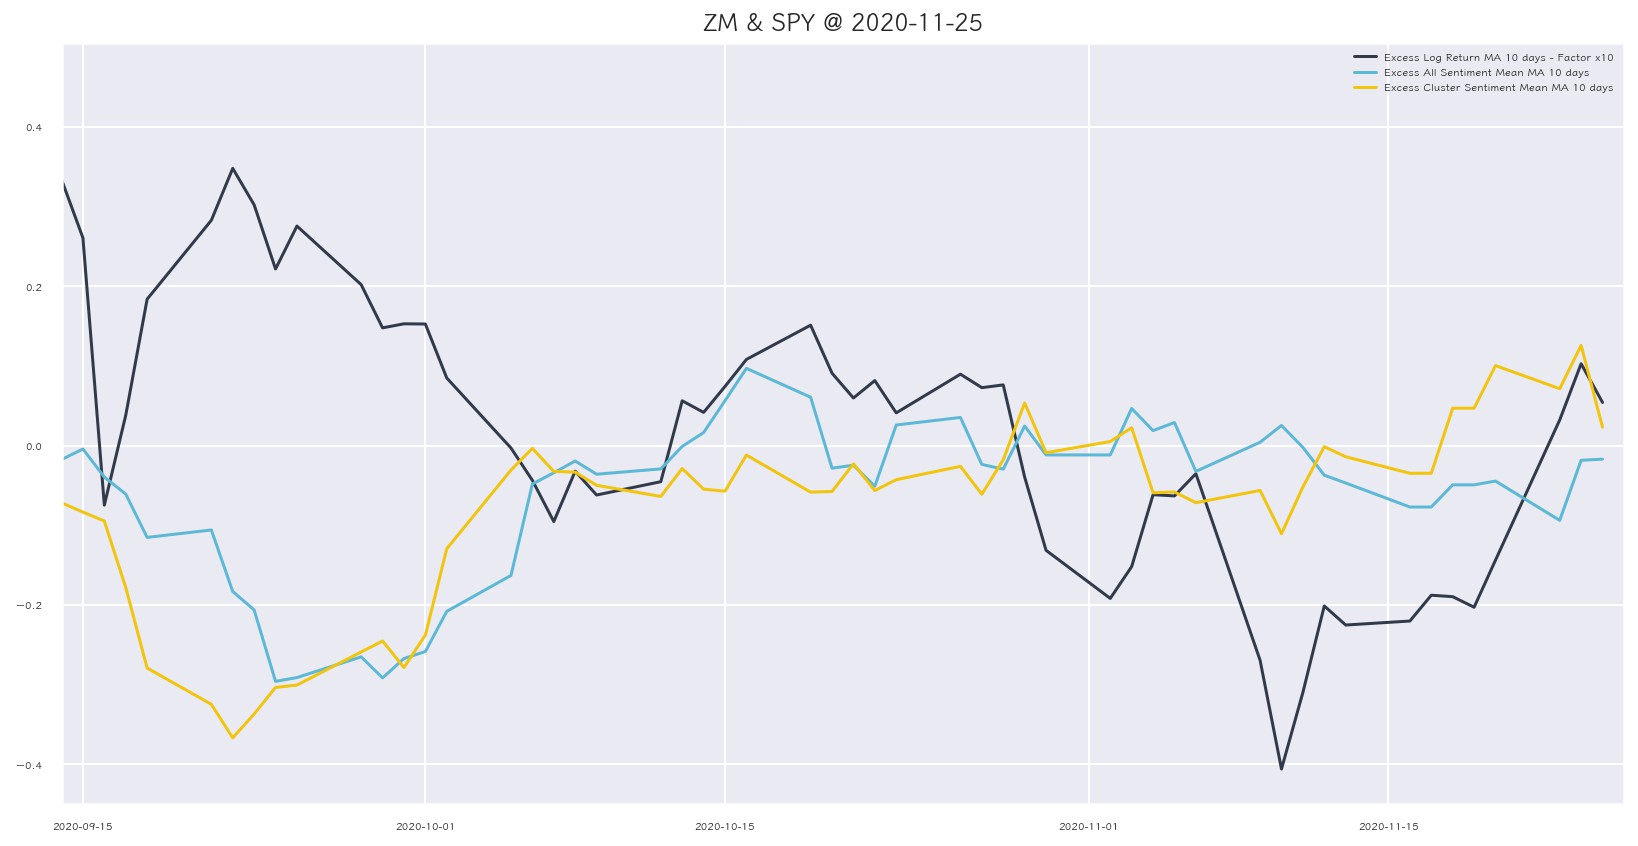 ZM & SPY @ 2020-11-25
Excess Log Return MA 10 days - Factor x10
Excess All Sentiment Mean MA 10 days
Excess Cluster Sentiment Mean MA 10 days
0.4
0.2
0.0
−0.2
−0.4
2020-09-15 2020-10-01 2020-10-15 2020-11-01 2020-11-15